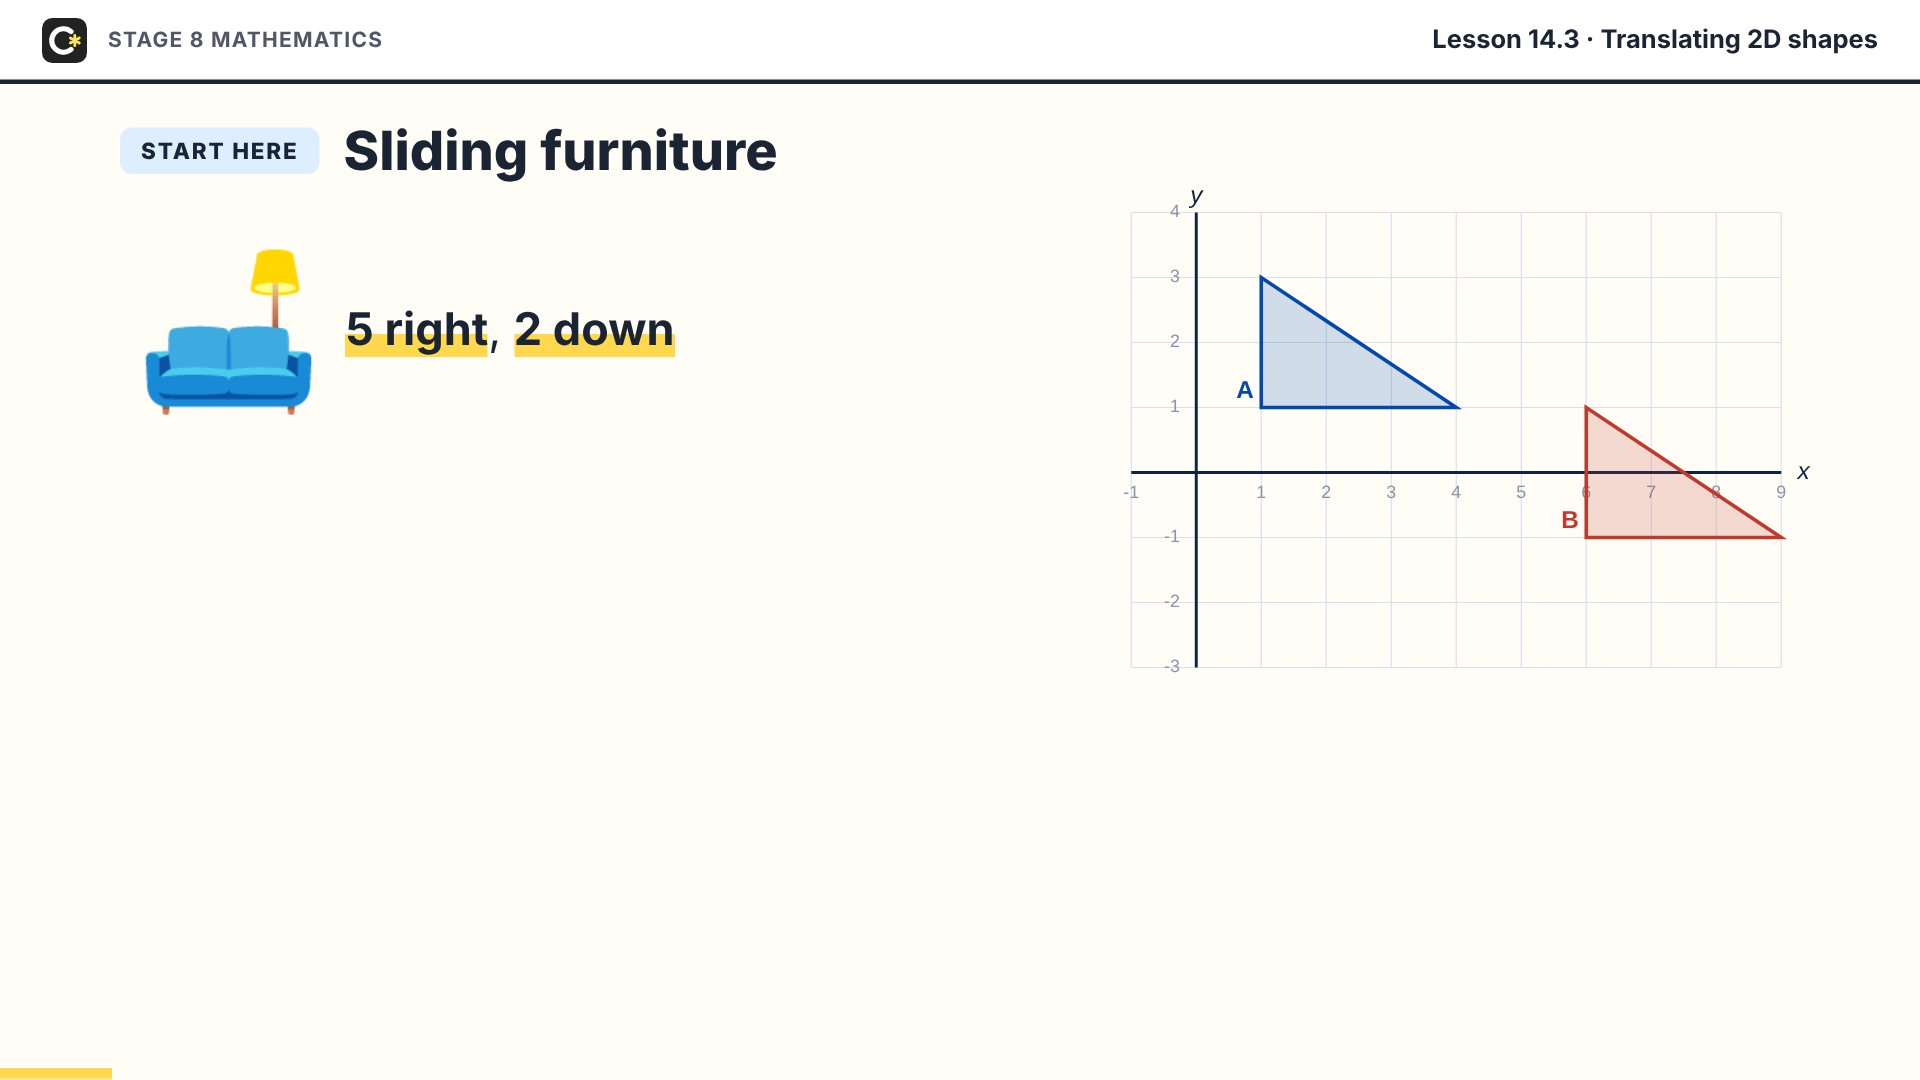 STAGE 8 MATHEMATICS
Lesson 14.3 · Translating 2D shapes
START HERE
Sliding furniture
5 right, 2 down
y
4
3
2
1
-1
-2
-3
A
B
-1 1 2 3 4 5 6 7 8 9
x